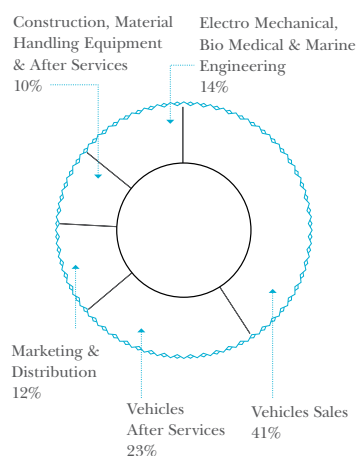 Construction, Material
Handling Equipment
& After Services
10%
Electro Mechanical,
Bio Medical & Marine
Engineering
14%
Marketing &
Distribution
12%
Vehicles
After Services
23%
Vehicles Sales
41%